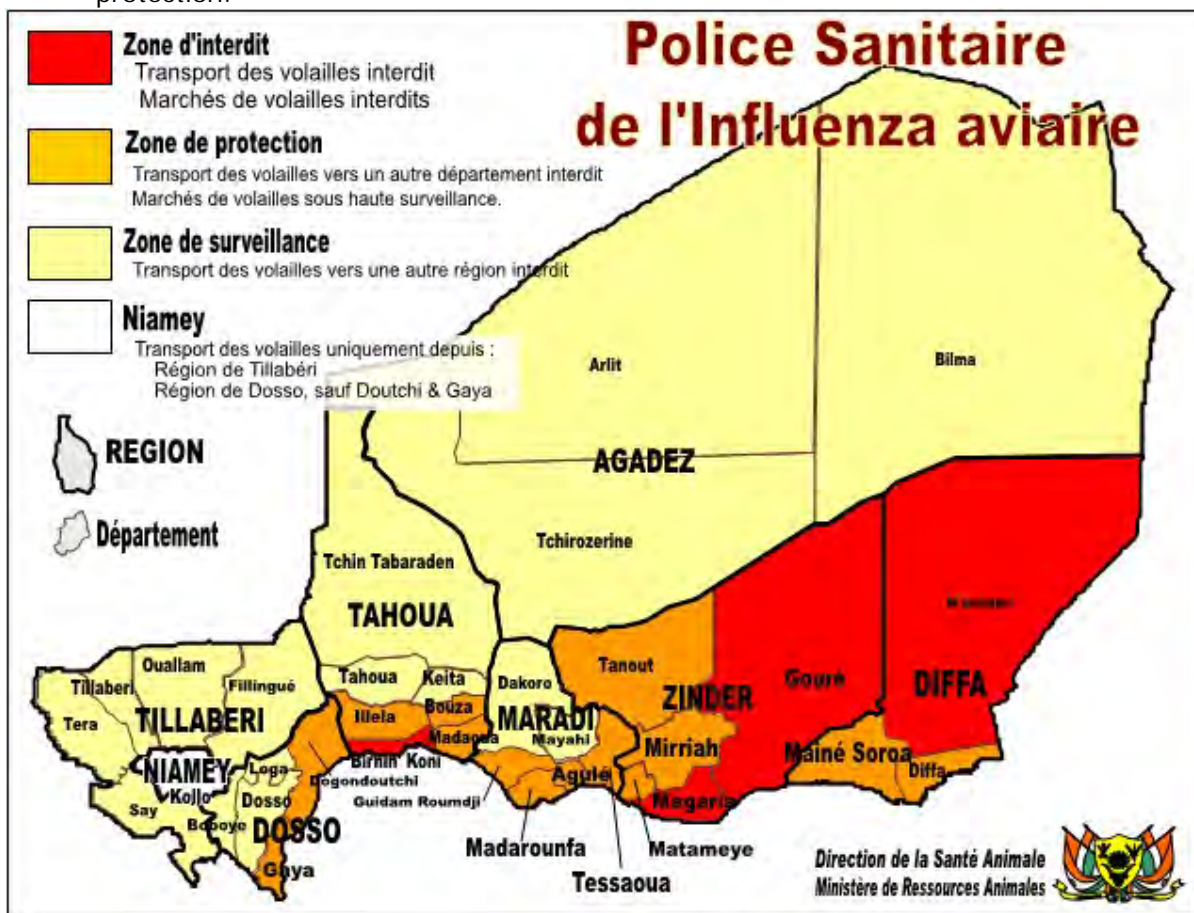 protection.
Police Sanitaire
de l'Influenza aviaire
Zone d'interdit
Transport des volailles interdit
Marchés de volailles interdits
Zone de protection
Transport des volailles vers un autre département interdit
Marchés de volailles sous haute surveillance.
Zone de surveillance
Transport des volailles vers une autre région interdit
Niamey
Transport des volailles uniquement depuis :
Région de Tillabéri
Région de Dosso, sauf Doutchi & Gaya
REGION
Département
Arlit
Bilma
AGADEZ
Tchirozerine
Tchin Tabaraden
TAHOUA
Tahoua
Keita
Illela
Bouza
Madaoua
Birnin Koni
Ouallam
Tillaberi
Fillingué
Tera
TILLABERI
NIAMEY
Kollo
Say
Loga
Dosso
Boboye
DOSSO
Dogondoutchi
Gaya
Dakoro
MARADI
Mayahi
Guidam Roumdji
Agulé
Madarounfa
Tessaoua
Tanout
ZINDER
Gouré
Mirriah
Magaria
Matameye
DIFFA
Mainé Soroa
Diffa
Direction de la Santé Animale
Ministère de Ressources Animales